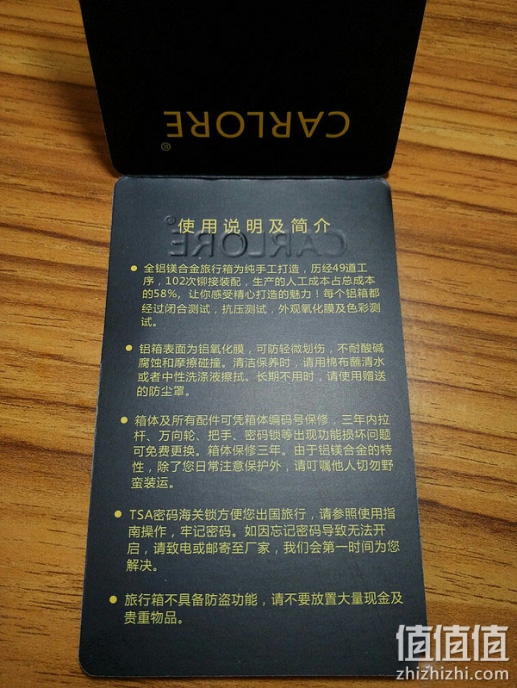 CARLORE
®
使用说明及简介
CARLORE®
● 全铝镁合金旅行箱为纯手工打造，历经49道工
序，102次铆接装配，生产的人工成本占总成本
的58%，让你感受精心打造的魅力！每个铝箱都
经过闭合测试，抗压测试，外观氧化膜及色彩测
试。
● 铝箱表面为铝氧化膜，可防轻微划伤，不耐酸碱
腐蚀和摩擦碰撞。清洁保养时，请用棉布蘸清水
或者中性洗涤液擦拭。长期不用时，请使用赠送
的防尘罩。
● 箱体及所有配件可凭箱体编码号保修，三年内拉
杆、万向轮、把手、密码锁等出现功能损坏问题
可免费更换。箱体保修三年。由于铝镁合金的特
性，除了您日常注意保护外，请叮嘱他人切勿野
蛮装运。
● TSA密码海关锁方便您出国旅行，请参照使用指
南操作，牢记密码。如因忘记密码导致无法开
启，请致电或邮寄至厂家，我们会第一时间为您
解决。
● 旅行箱不具备防盗功能，请不要放置大量现金及
贵重物品。
值值值
zhizhizhi.com